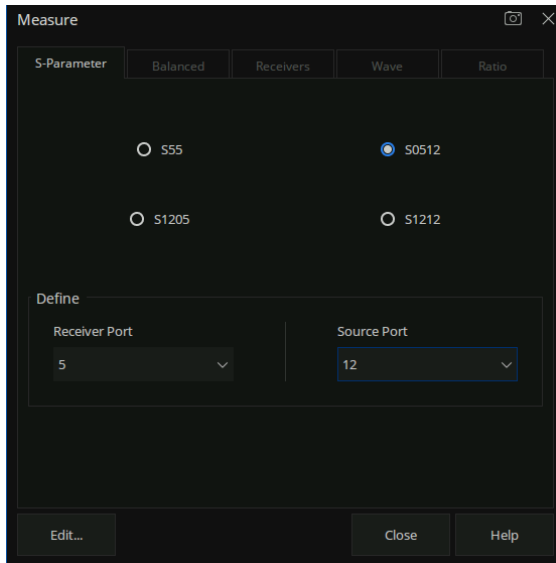 Measure
S-Parameter Balanced Receivers Wave Ratio
S55 S0512
S1205 S1212
Define
Receiver Port Source Port
5 12
Edit... Close Help